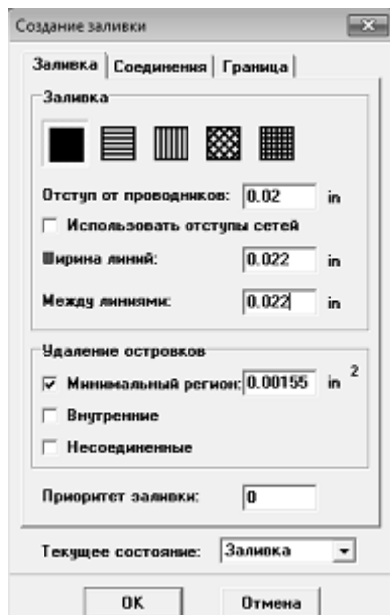 Создание заливки
Заливка Соединения Граница
Заливка
Отступ от проводников: 0.02 in
Использовать отступы сетей
Ширина линий: 0.022 in
Между линиями: 0.022 in
Удаление островков
Минимальный регион: 0.00155 in 2
Внутренние
Несоединенные
Приоритет заливки: 0
Текущее состояние: Заливка
OK Отмена